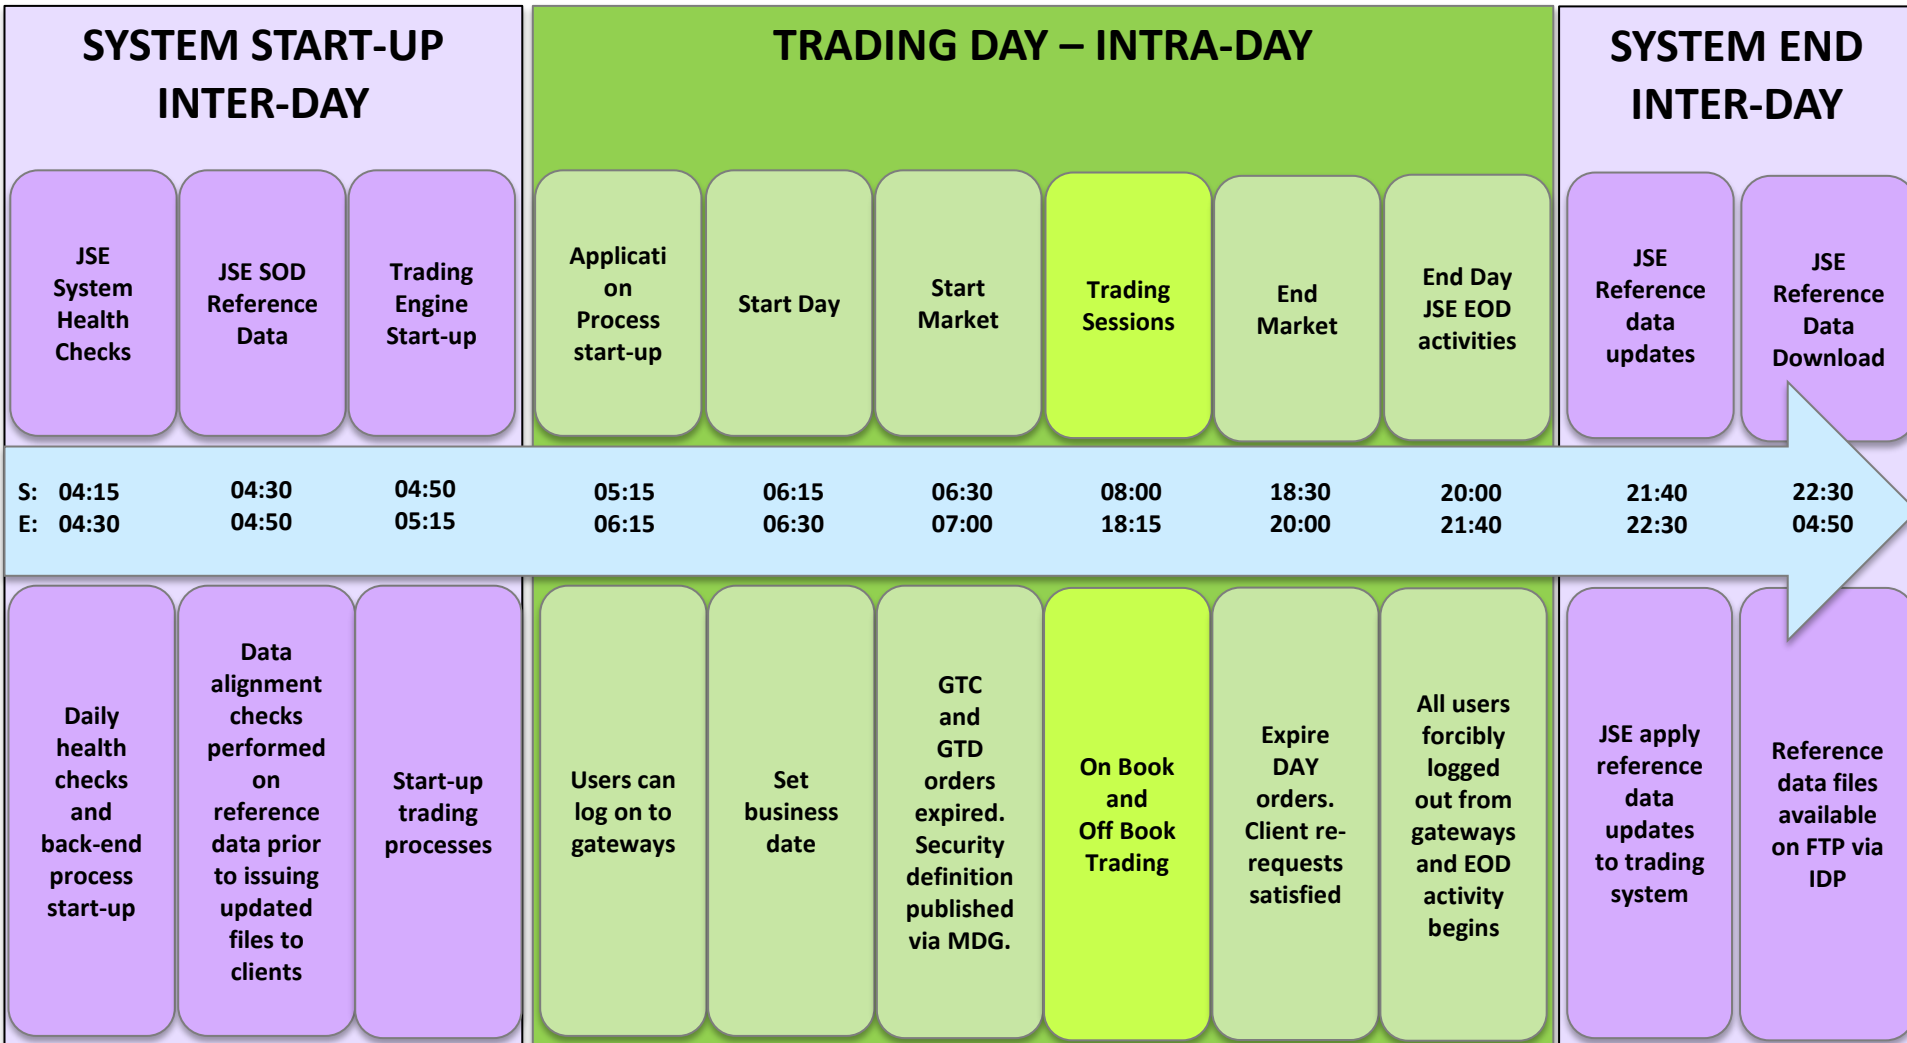 SYSTEM START-UP
INTER-DAY
TRADING DAY – INTRA-DAY
SYSTEM END
INTER-DAY
JSE
System
Health
Checks
JSE SOD
Reference
Data
Trading
Engine
Start-up
Applicati
on
Process
start-up
Start Day
Start
Market
Trading
Sessions
End
Market
End Day
JSE EOD
activities
JSE
Reference
data
updates
JSE
Reference
Data
Download
S: 04:15 04:30 04:50 05:15 06:15 06:30 08:00 18:30 20:00 21:40 22:30
E: 04:30 04:50 05:15 06:15 06:30 07:00 18:15 20:00 21:40 22:30 04:50
Daily
health
checks
and
back-end
process
start-up
Data
alignment
checks
performed
on
reference
data prior
to issuing
updated
files to
clients
Start-up
trading
processes
Users can
log on to
gateways
Set
business
date
GTC
and
GTD
orders
expired.
Security
definition
published
via MDG.
On Book
and
Off Book
Trading
Expire
DAY
orders.
Client re-
requests
satisfied
All users
forcibly
logged
out from
gateways
and EOD
activity
begins
JSE apply
reference
data
updates
to trading
system
Reference
data files
available
on FTP via
IDP